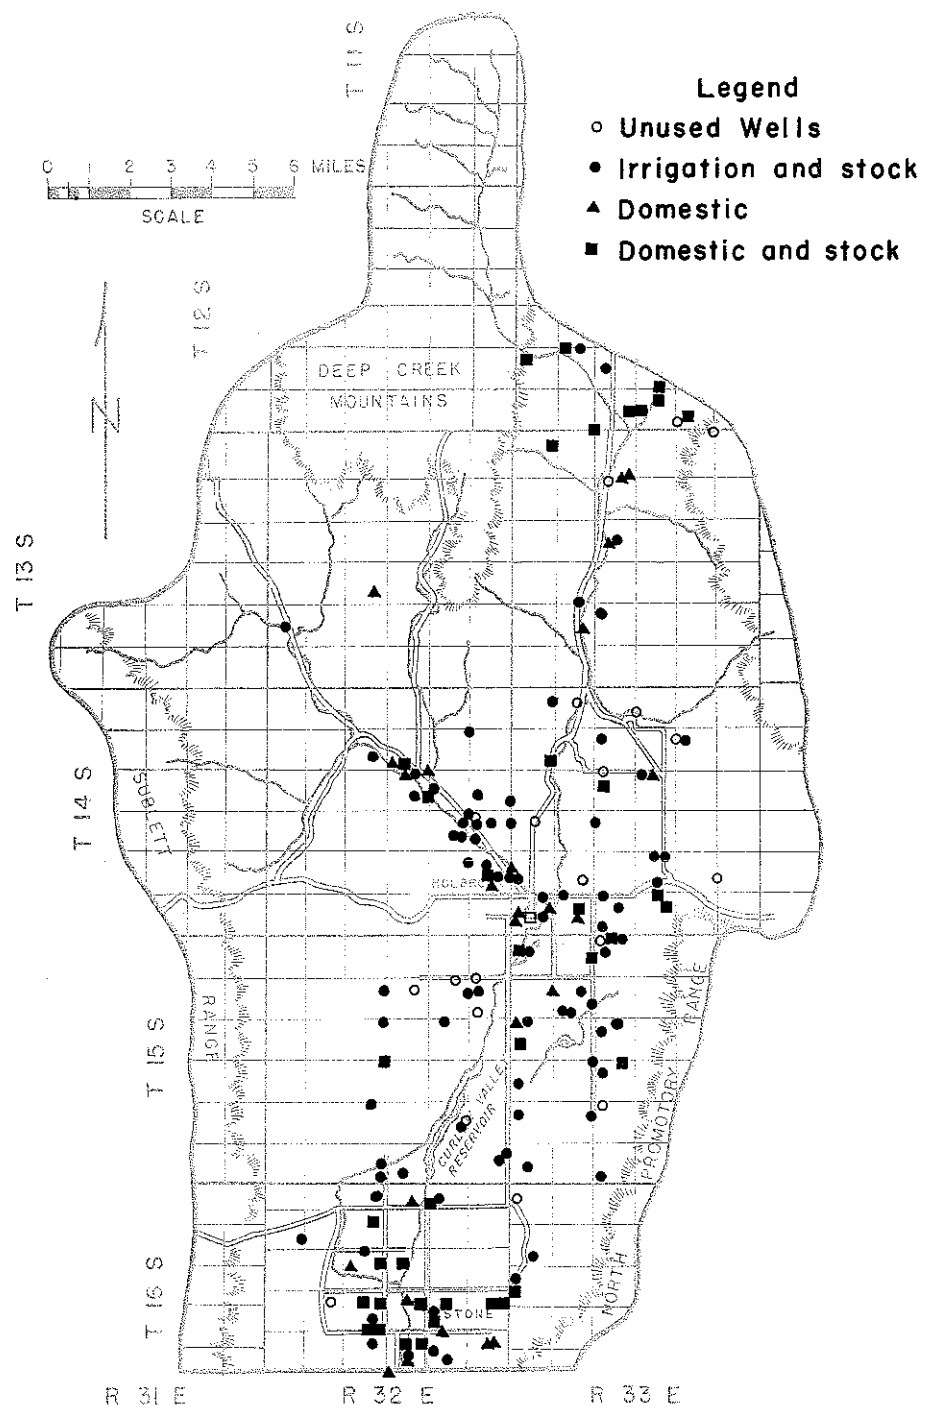 T 11 S
Legend
Unused Wells
Irrigation and stock
Domestic
Domestic and stock
0 1 2 3 4 5 6 MILES
SCALE
T 12 S
N
DEEP CREEK
MOUNTAINS
T 13 S
T 14 S
SUBLETT
RANGE
T 15 S
CURLEW VALLEY
RESERVOIR
NORTH PROMOTORY RANGE
T 16 S
STONE
R 31 E R 32 E R 33 E